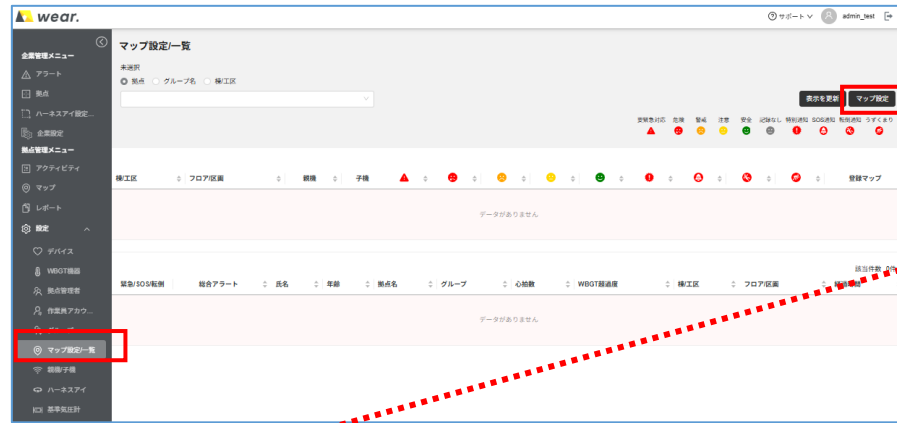 wear.
サポート admin_test
企業管理メニュー
アラート
拠点
ハーネスアイ設定...
企業設定
拠点管理メニュー
アクティビティ
マップ
レポート
設定
デバイス
WBGT機器
拠点管理者
作業員アカウ...
マップ設定/一覧
親機/子機
ハーネスアイ
基準気圧計
マップ設定/一覧
未選択
拠点 グループ名 棟/工区
表示を更新 マップ設定
要緊急対応 危険 警戒 注意 安全 記録なし 特別通知 SOS通知 転倒通知 うずくまり
棟/工区 フロア/区画 親機 子機 登録マップ
データがありません
該当件数 0件
緊急/SOS/転倒 総合アラート 氏名 年齢 拠点名 グループ 心拍数 WBGT超過度 棟/工区 フロア/区画
データがありません